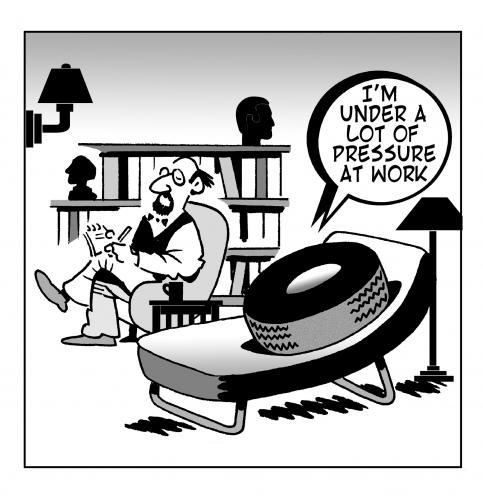 I'M
UNDER A
LOT OF
PRESSURE
AT WORK